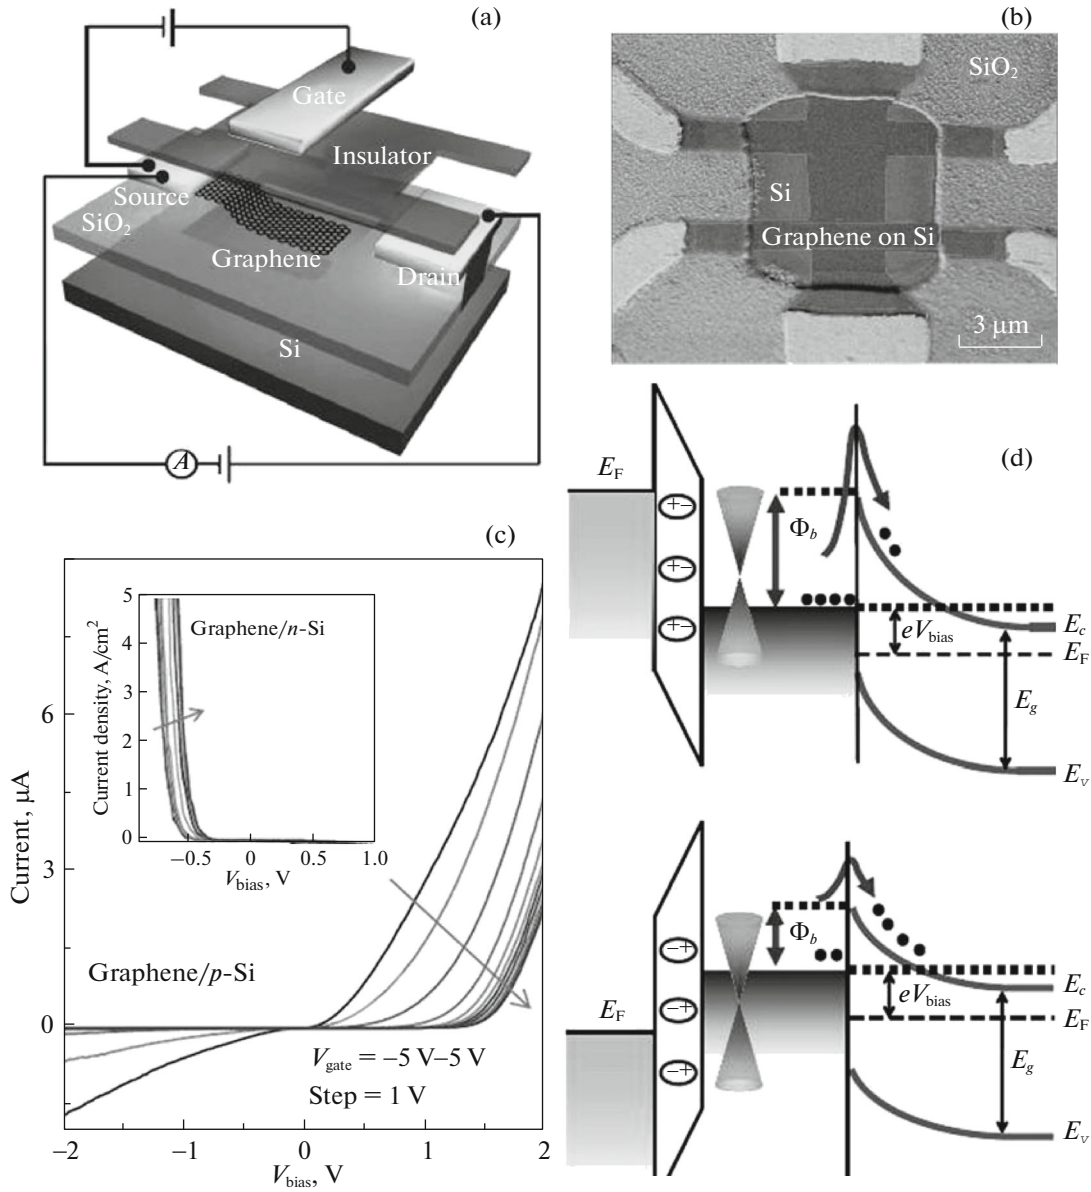 (a)
Gate
Insulator
Source
SiO₂
Graphene
Drain
Si
A
(b)
SiO₂
Si
Graphene on Si
3 μm
(c)
Current, μA
6
3
0
−2
−1
0
1
2
V_bias, V
Graphene/p-Si
V_gate = −5 V–5 V
Step = 1 V
Graphene/n-Si
Current density, A/cm²
5
4
3
2
1
0
−0.5
0
0.5
1.0
V_bias, V
(d)
E_F
+−
+−
+−
Φ_b
eV_bias
E_c
E_F
E_g
E_v
E_F
−+
−+
−+
Φ_b
eV_bias
E_c
E_F
E_g
E_v